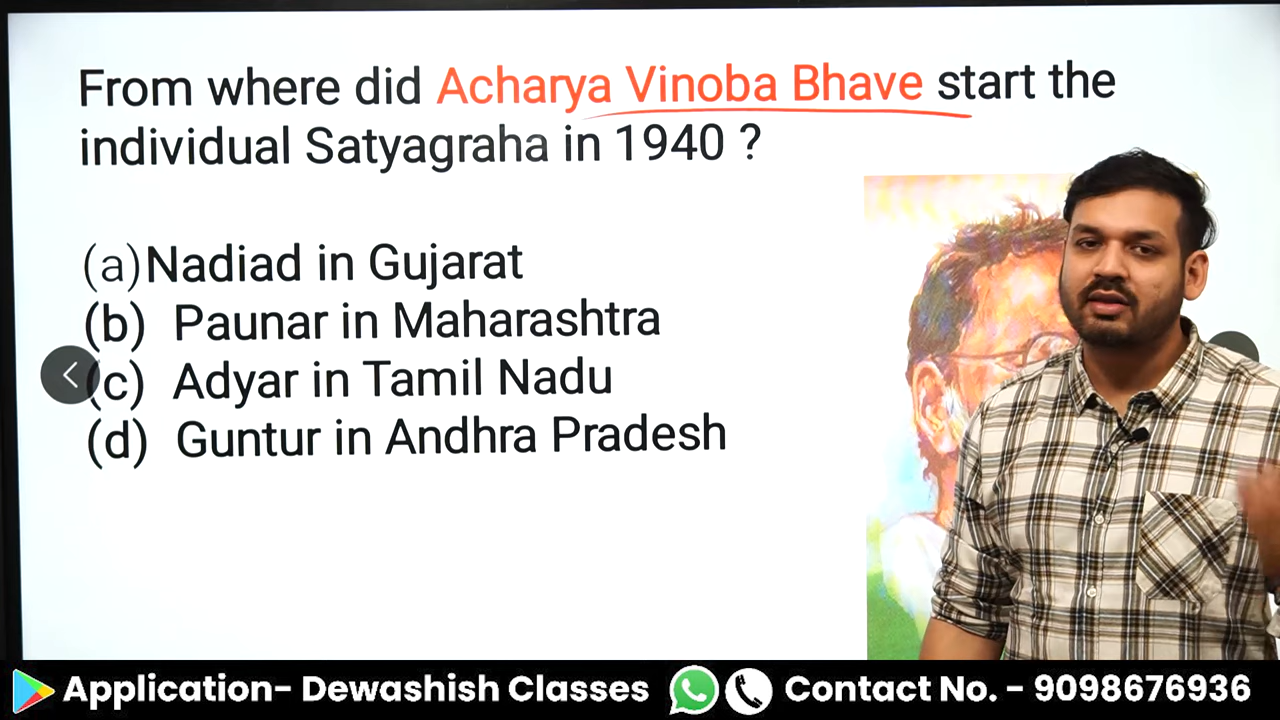 From where did Acharya Vinoba Bhave start the
individual Satyagraha in 1940 ?
(a)Nadiad in Gujarat
(b) Paunar in Maharashtra
(c) Adyar in Tamil Nadu
(d) Guntur in Andhra Pradesh
Application- Dewashish Classes Contact No. - 9098676936